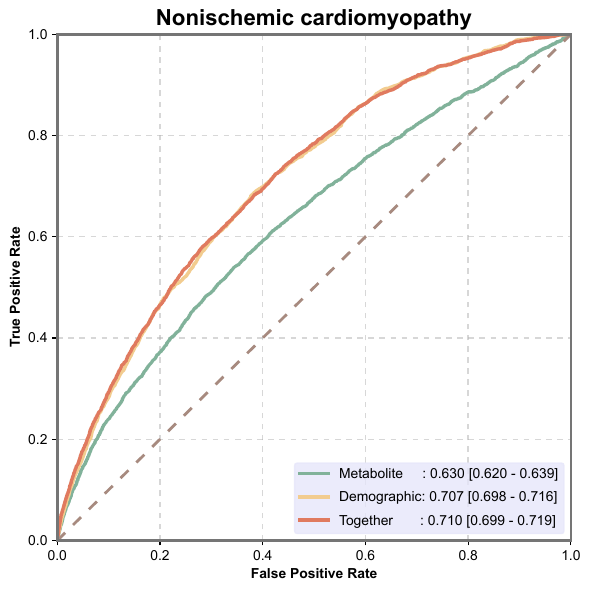 Nonischemic cardiomyopathy
1.0
0.8
0.6
0.4
0.2
0.0
True Positive Rate
Metabolite : 0.630 [0.620 - 0.639]
Demographic: 0.707 [0.698 - 0.716]
Together : 0.710 [0.699 - 0.719]
0.0 0.2 0.4 0.6 0.8 1.0
False Positive Rate